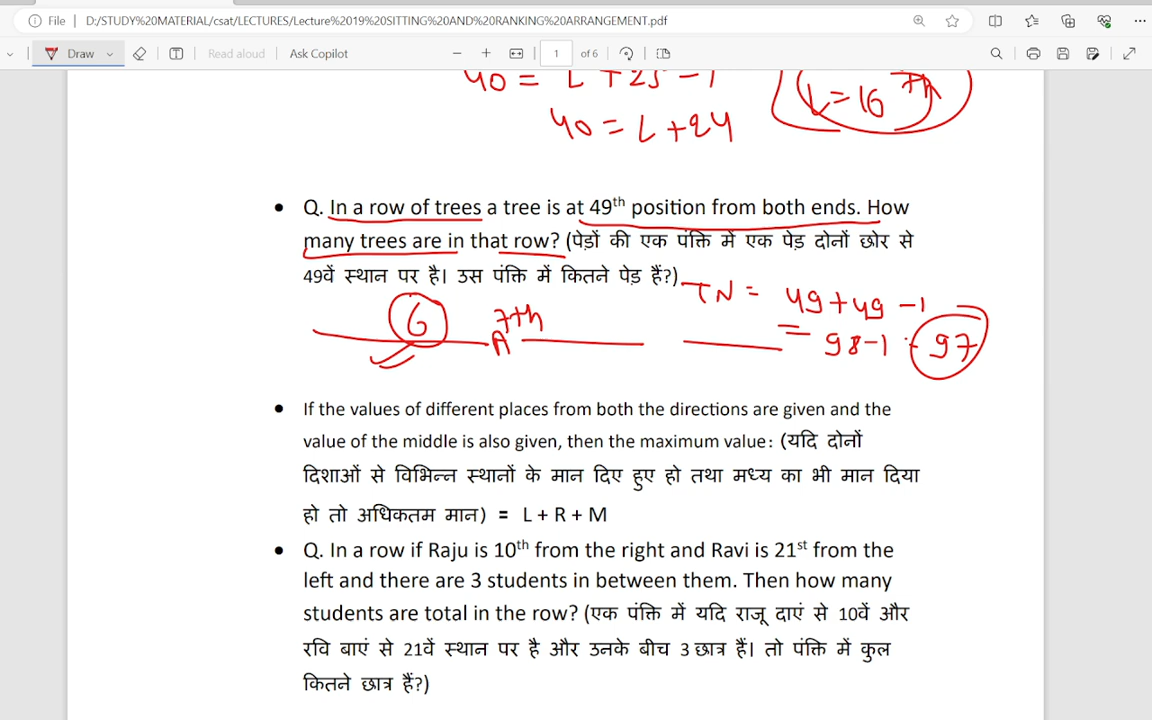 File D:/STUDY%20MATERIAL/csat/LECTURES/Lecture%2019%20SITTING%20AND%20RANKING%20ARRANGEMENT.pdf
Draw Read aloud Ask Copilot 1 of 6
40 = L + 25 - 1
L = 16 th
40 = L + 24
• Q. In a row of trees a tree is at 49th position from both ends. How
many trees are in that row? (पेड़ों की एक पंक्ति में एक पेड़ दोनों छोर से
49वें स्थान पर है। उस पंक्ति में कितने पेड़ हैं?)
TN = 49 + 49 - 1
6 7th
A
= 98 - 1 = 97
• If the values of different places from both the directions are given and the
value of the middle is also given, then the maximum value: (यदि दोनों
दिशाओं से विभिन्न स्थानों के मान दिए हुए हो तथा मध्य का भी मान दिया
हो तो अधिकतम मान) = L + R + M
• Q. In a row if Raju is 10th from the right and Ravi is 21st from the
left and there are 3 students in between them. Then how many
students are total in the row? (एक पंक्ति में यदि राजू दाएं से 10वें और
रवि बाएं से 21वें स्थान पर है और उनके बीच 3 छात्र हैं। तो पंक्ति में कुल
कितने छात्र हैं?)